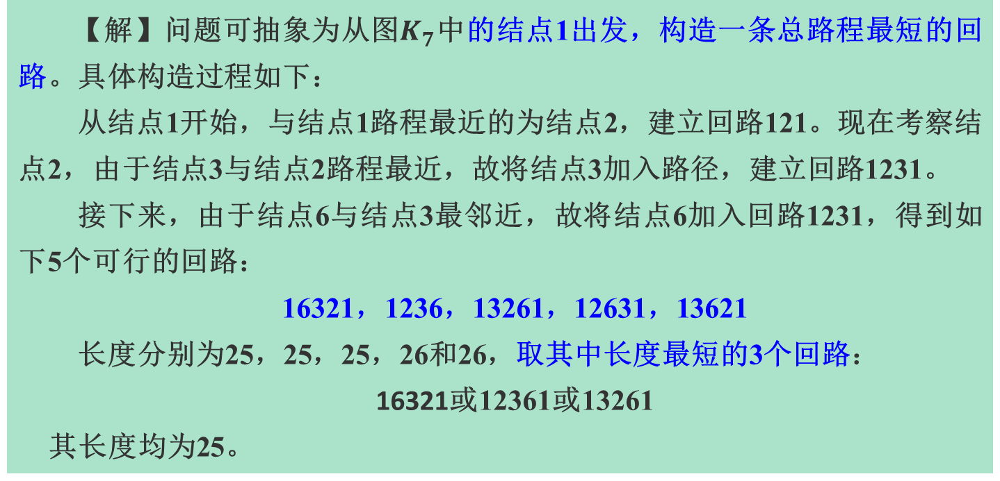 【解】问题可抽象为从图K₇中的结点1出发，构造一条总路程最短的回
路。具体构造过程如下：
从结点1开始，与结点1路程最近的为结点2，建立回路121。现在考察结
点2，由于结点3与结点2路程最近，故将结点3加入路径，建立回路1231。
接下来，由于结点6与结点3最邻近，故将结点6加入回路1231，得到如
下5个可行的回路：
16321，1236，13261，12631，13621
长度分别为25，25，25，26和26，取其中长度最短的3个回路：
16321或12361或13261
其长度均为25。